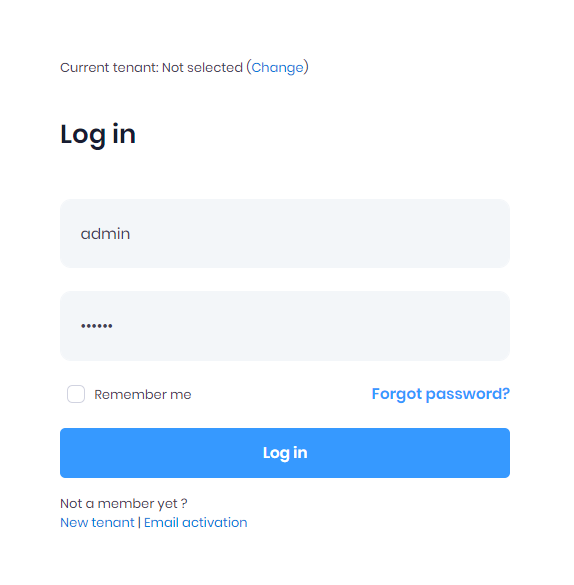 Current tenant: Not selected (Change)
Log in
admin
••••••
Remember me
Forgot password?
Log in
Not a member yet ?
New tenant | Email activation